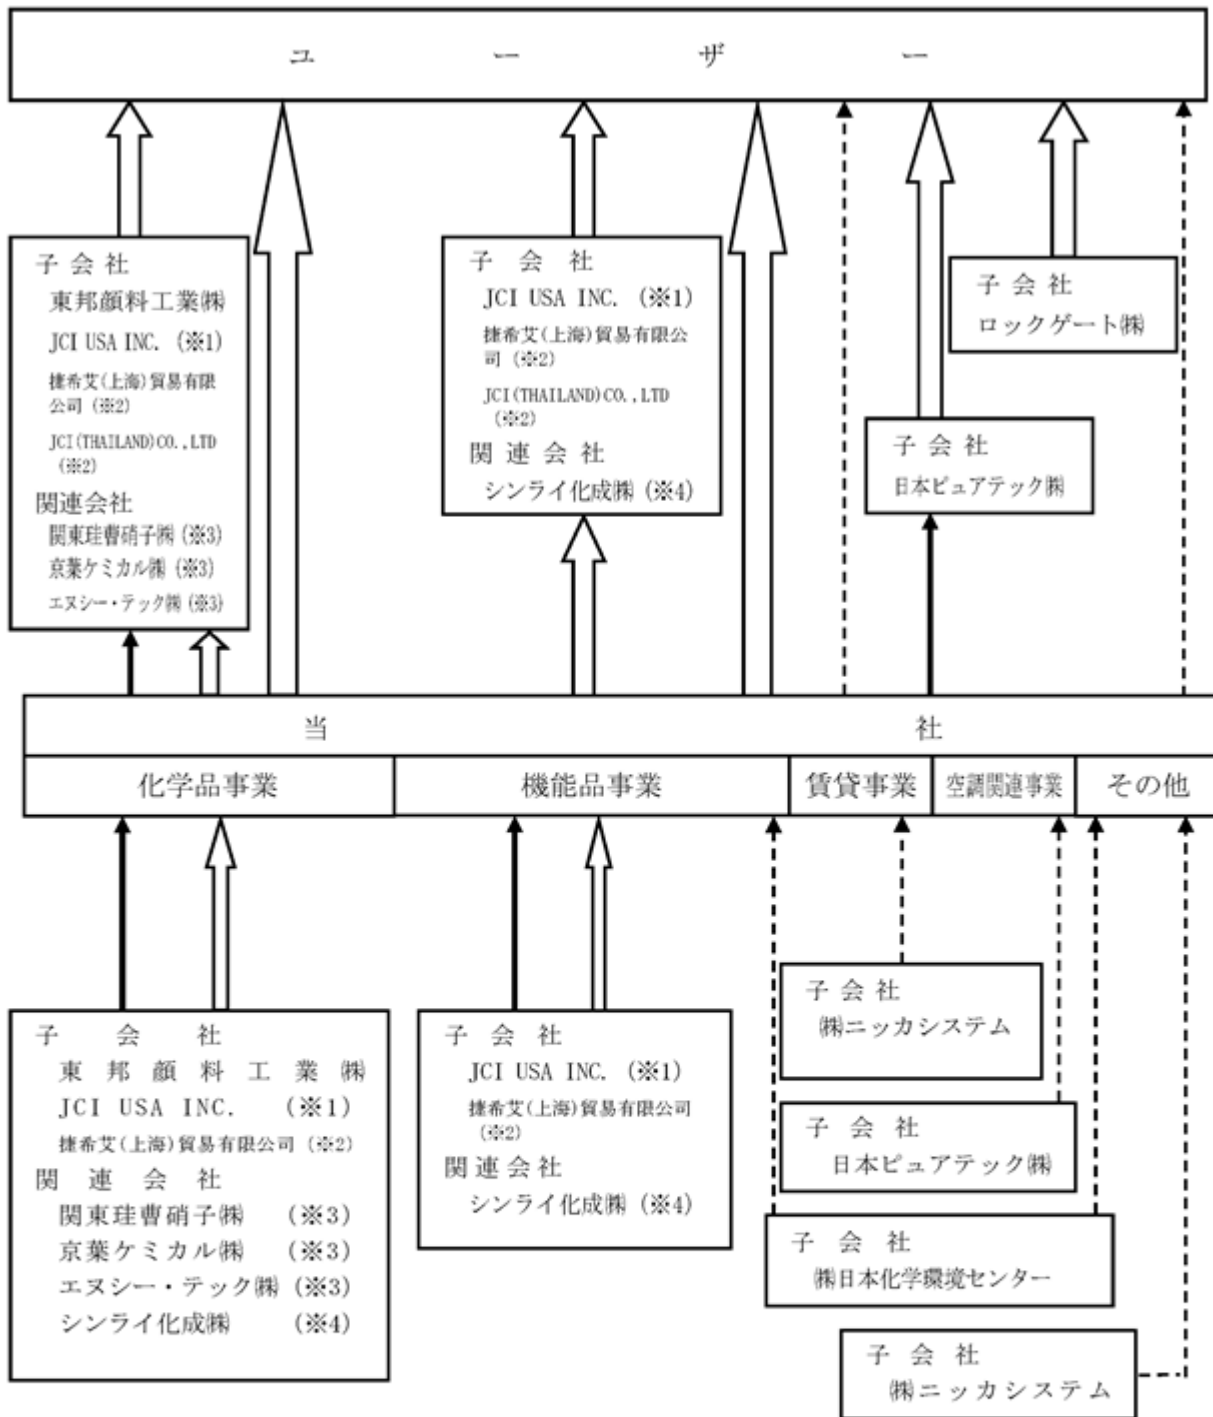 ユーザー
子会社
東邦顔料工業㈱
JCI USA INC. (※1)
捷希艾(上海)貿易有限
公司 (※2)
JCI(THAILAND)CO.,LTD
(※2)
関連会社
関東珪曹硝子㈱ (※3)
京葉ケミカル㈱ (※3)
エヌシー・テック㈱ (※3)
子会社
JCI USA INC. (※1)
捷希艾(上海)貿易有限公
司 (※2)
JCI(THAILAND)CO.,LTD
(※2)
関連会社
シンライ化成㈱ (※4)
子会社
ロックゲート㈱
子会社
日本ピュアテック㈱
当社
化学品事業
機能品事業
賃貸事業
空調関連事業
その他
子会社
東邦顔料工業㈱
JCI USA INC. (※1)
捷希艾(上海)貿易有限公司 (※2)
関連会社
関東珪曹硝子㈱ (※3)
京葉ケミカル㈱ (※3)
エヌシー・テック㈱ (※3)
シンライ化成㈱ (※4)
子会社
JCI USA INC. (※1)
捷希艾(上海)貿易有限公司
(※2)
関連会社
シンライ化成㈱ (※4)
子会社
㈱ニッカシステム
子会社
日本ピュアテック㈱
子会社
㈱日本化学環境センター
子会社
㈱ニッカシステム